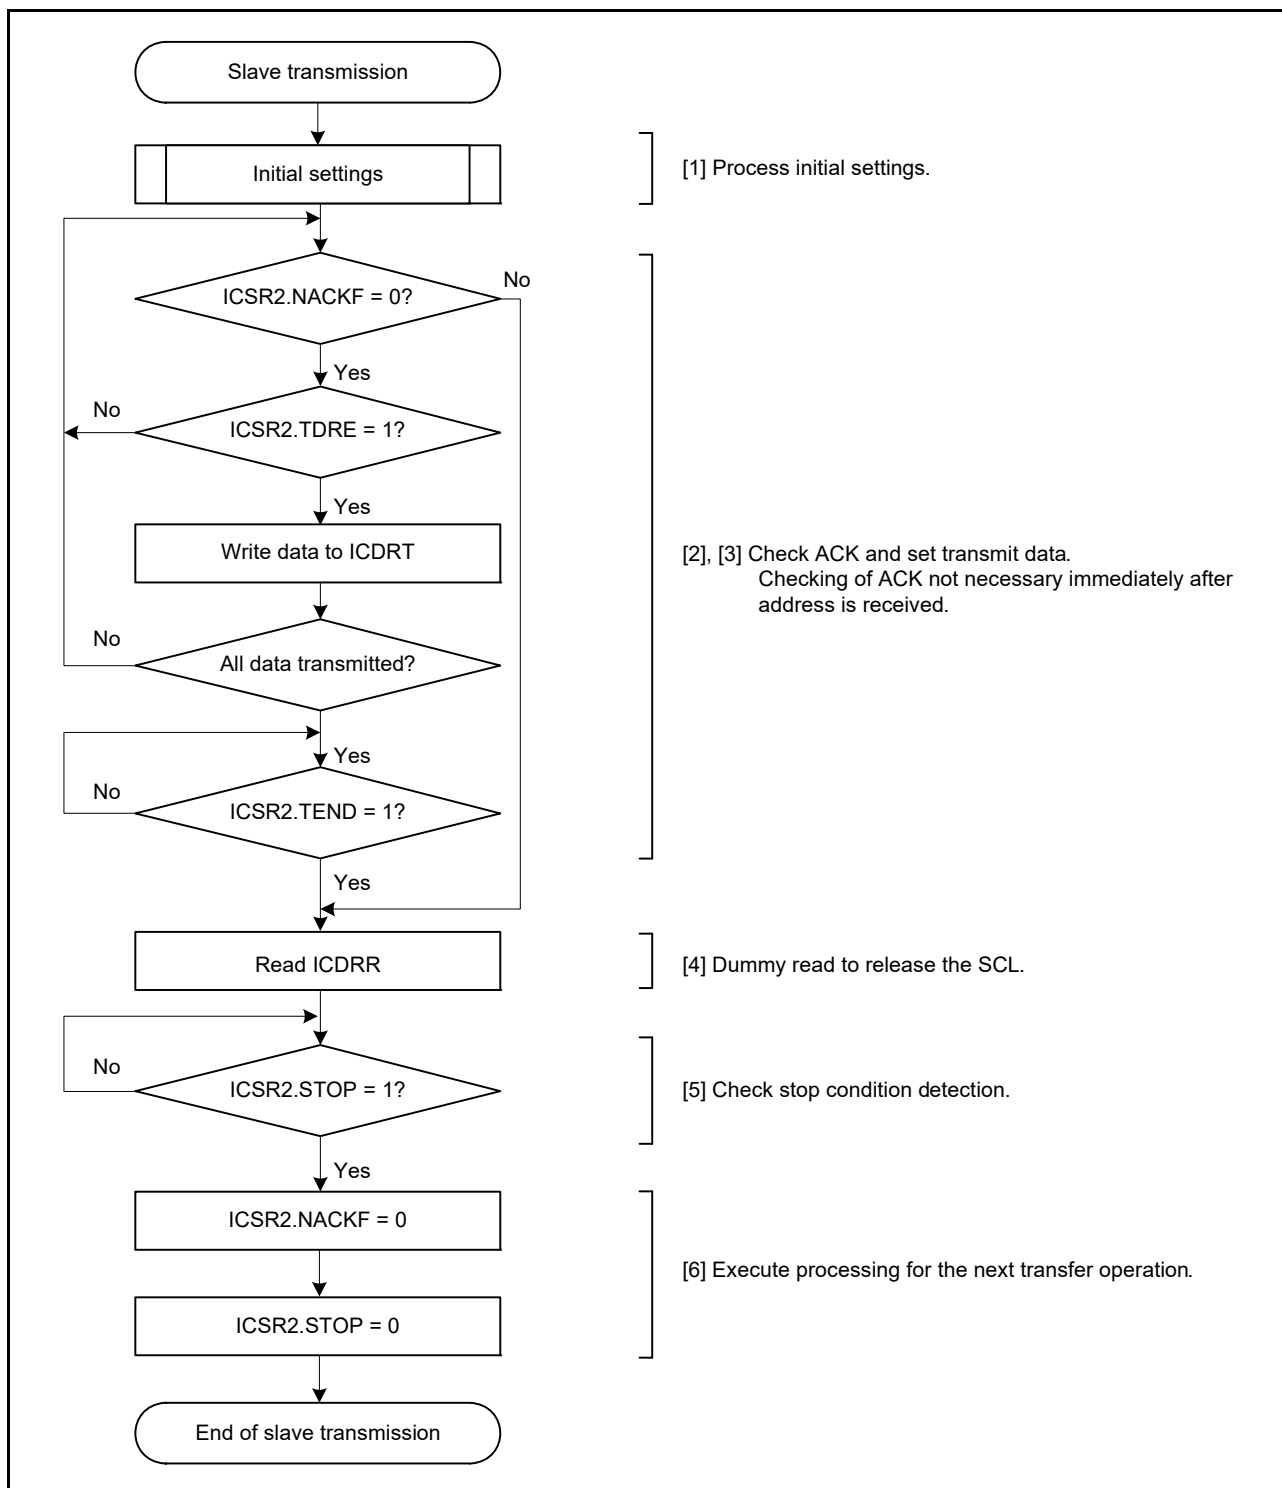 Slave transmission
Initial settings
[1] Process initial settings.
ICSR2.NACKF = 0?
No
Yes
No
ICSR2.TDRE = 1?
Yes
Write data to ICDRT
[2], [3] Check ACK and set transmit data.
Checking of ACK not necessary immediately after
address is received.
No
All data transmitted?
Yes
No
ICSR2.TEND = 1?
Yes
Read ICDRR
[4] Dummy read to release the SCL.
No
ICSR2.STOP = 1?
[5] Check stop condition detection.
Yes
ICSR2.NACKF = 0
[6] Execute processing for the next transfer operation.
ICSR2.STOP = 0
End of slave transmission